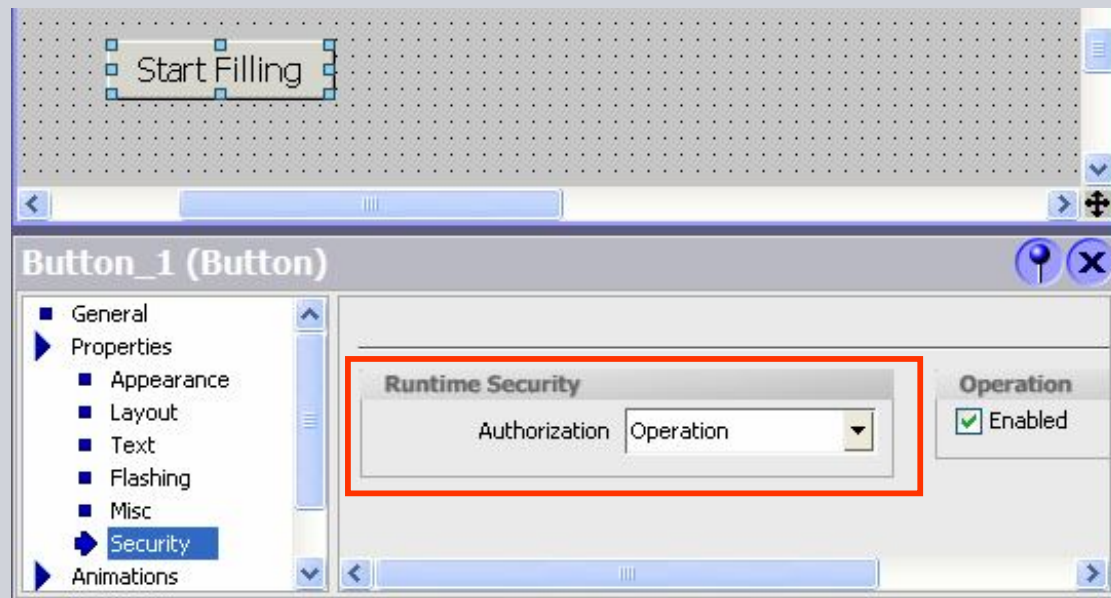 Start Filling
Button_1 (Button)
General
Properties
Appearance
Layout
Text
Flashing
Misc
Security
Animations
Runtime Security
Authorization Operation
Operation
Enabled